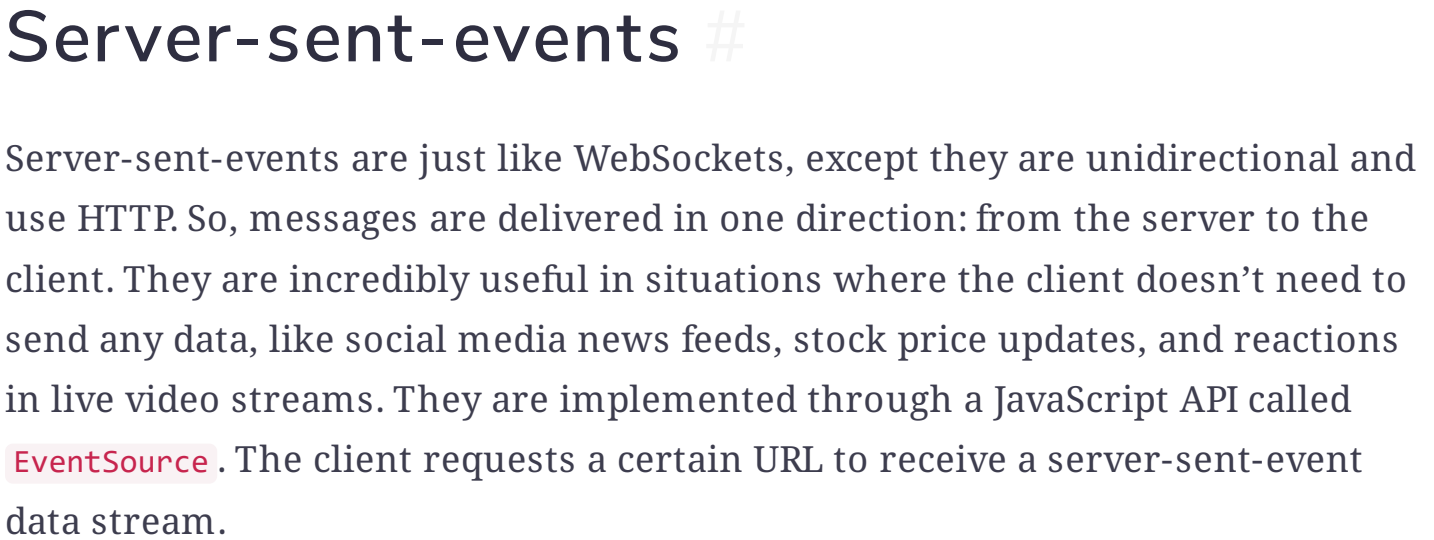 Server-sent-events #
Server-sent-events are just like WebSockets, except they are unidirectional and
use HTTP. So, messages are delivered in one direction: from the server to the
client. They are incredibly useful in situations where the client doesn’t need to
send any data, like social media news feeds, stock price updates, and reactions
in live video streams. They are implemented through a JavaScript API called
EventSource. The client requests a certain URL to receive a server-sent-event
data stream.